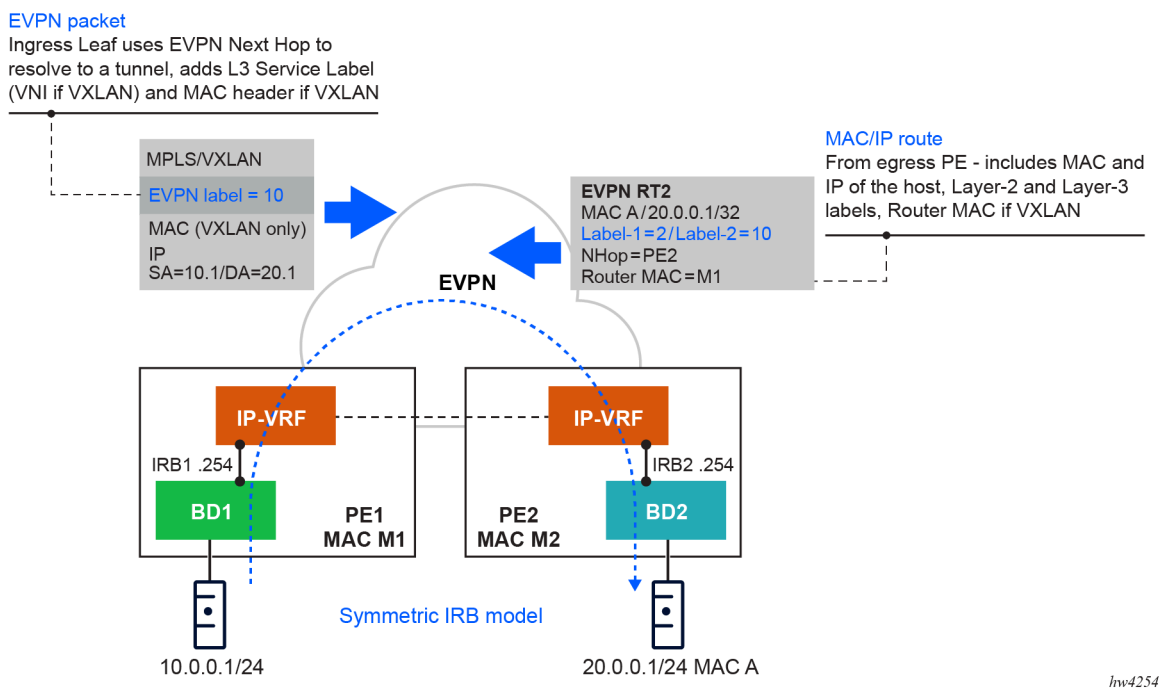 EVPN packet
Ingress Leaf uses EVPN Next Hop to
resolve to a tunnel, adds L3 Service Label
(VNI if VXLAN) and MAC header if VXLAN
MAC/IP route
From egress PE - includes MAC and
IP of the host, Layer-2 and Layer-3
labels, Router MAC if VXLAN
MPLS/VXLAN
EVPN label = 10
MAC (VXLAN only)
IP
SA=10.1/DA=20.1
EVPN RT2
MAC A/20.0.0.1/32
Label-1=2/Label-2=10
NHop=PE2
Router MAC=M1
EVPN
IP-VRF
IP-VRF
IRB1 .254
IRB2 .254
BD1
PE1
MAC M1
PE2
MAC M2
BD2
Symmetric IRB model
10.0.0.1/24
20.0.0.1/24 MAC A
hw4254